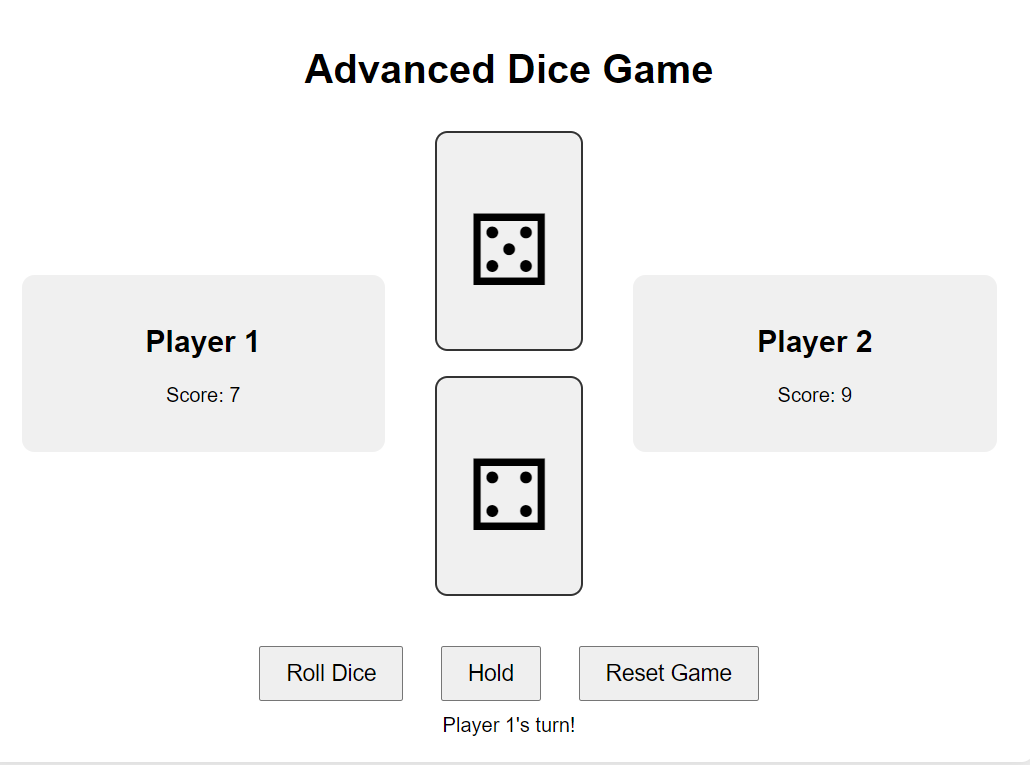 Advanced Dice Game
Player 1
Score: 7
Player 2
Score: 9
Roll Dice
Hold
Reset Game
Player 1's turn!